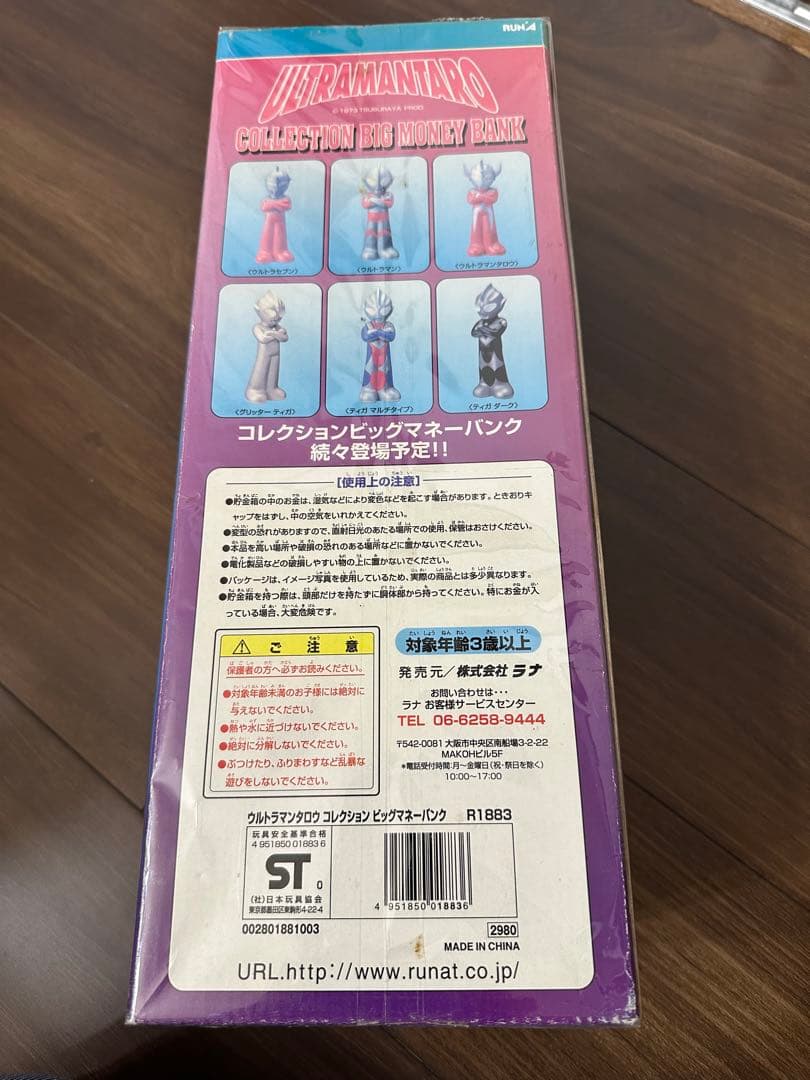 RUN'A
ULTRAMANTARO
© 1973 TSUBURAYA PROD.
COLLECTION BIG MONEY BANK
〈ウルトラセブン〉
〈ウルトラマン〉
〈ウルトラマンタロウ〉
〈グリッター ティガ〉
〈ティガ マルチタイプ〉
〈ティガ ダーク〉
コレクションビッグマネーバンク
続々登場予定!!
[使用上の注意]
●貯金箱の中のお金は、湿気などにより変色などを起こす場合があります。ときおりキ
ャップをはずし、中の空気をいれかえてください。
●変型の恐れがありますので、直射日光のあたる場所での使用、保管はおさけください。
●本品を高い場所や破損の恐れのある場所などに置かないでください。
●電化製品などの破損しやすい物の上に置かないでください。
●パッケージは、イメージ写真を使用しているため、実際の商品とは多少異なります。
●貯金箱を持つ際は、頭部だけを持たずに胴体部から持ってください。特にお金が入
っている場合、大変危険です。
⚠ ご注意
保護者の方へ必ずお読みください。
●対象年齢未満のお子様には絶対に
与えないでください。
●熱や水に近づけないでください。
●絶対に分解しないでください。
●ぶつけたり、ふりまわすなど乱暴な
遊びをしないでください。
対象年齢3歳以上
発売元/株式会社 ラナ
お問い合わせは・・・
ラナ お客様サービスセンター
TEL 06-6258-9444
〒542-0081 大阪市中央区南船場3-2-22
MAKOHビル5F
*電話受付時間:月〜金曜日(祝・祭日を除く)
10:00〜17:00
ウルトラマンタロウ コレクション ビッグマネーバンク R1883
玩具安全基準合格
4 951850 01883 6
ST 0
(社)日本玩具協会
東京都墨田区東駒形4-22-4
002801881003
4 951850 018836
2980
MADE IN CHINA
URL.http://www.runat.co.jp/